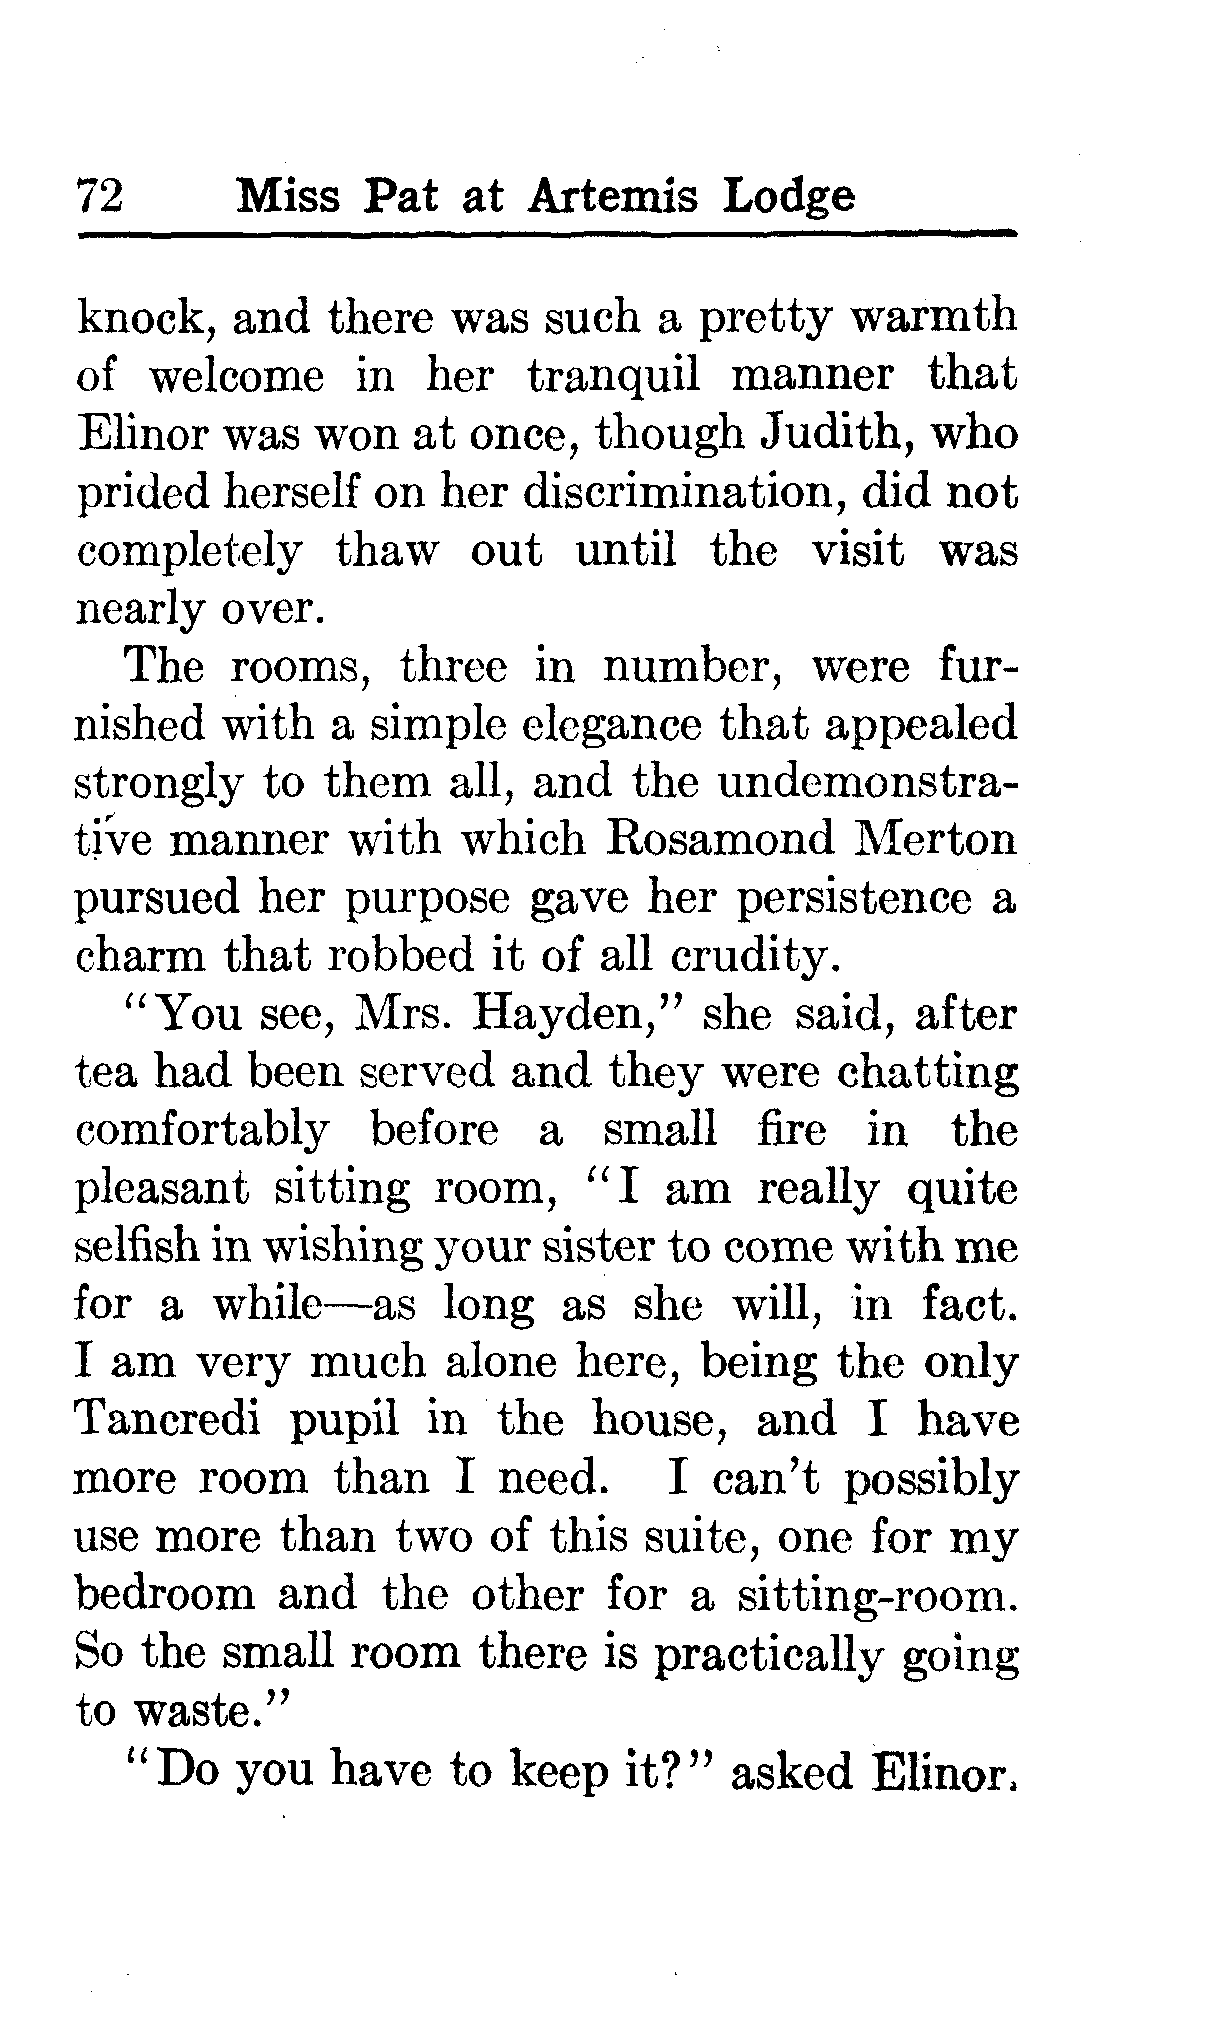 72 Miss Pat at Artemis Lodge
knock, and there was such a pretty warmth
of welcome in her tranquil manner that
Elinor was won at once, though Judith, who
prided herself on her discrimination, did not
completely thaw out until the visit was
nearly over.
The rooms, three in number, were fur-
nished with a simple elegance that appealed
strongly to them all, and the undemonstra-
tive manner with which Rosamond Merton
pursued her purpose gave her persistence a
charm that robbed it of all crudity.
"You see, Mrs. Hayden," she said, after
tea had been served and they were chatting
comfortably before a small fire in the
pleasant sitting room, "I am really quite
selfish in wishing your sister to come with me
for a while—as long as she will, in fact.
I am very much alone here, being the only
Tancredi pupil in the house, and I have
more room than I need. I can't possibly
use more than two of this suite, one for my
bedroom and the other for a sitting-room.
So the small room there is practically going
to waste."
"Do you have to keep it?" asked Elinor.